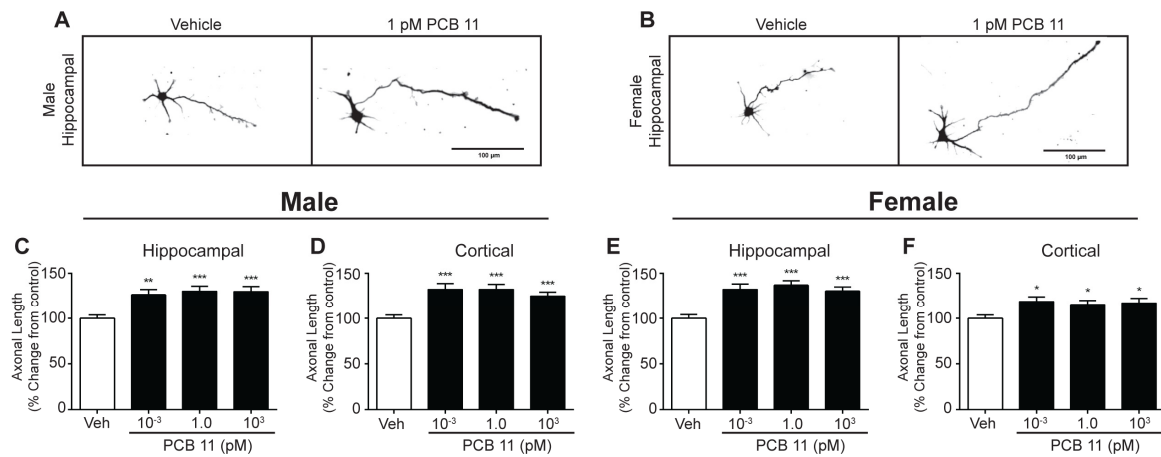 A
Vehicle
1 pM PCB 11
Male
Hippocampal
100 µm
B
Vehicle
1 pM PCB 11
Female
Hippocampal
100 µm
Male
Female
C
Hippocampal
Axonal Length
(% Change from control)
150
100
50
0
**
***
***
Veh
10⁻³
1.0
10³
PCB 11 (pM)
D
Cortical
Axonal Length
(% Change from control)
150
100
50
0
***
***
***
Veh
10⁻³
1.0
10³
PCB 11 (pM)
E
Hippocampal
Axonal Length
(% Change from control)
150
100
50
0
***
***
***
Veh
10⁻³
1.0
10³
PCB 11 (pM)
F
Cortical
Axonal Length
(% Change from control)
150
100
50
0
*
*
*
Veh
10⁻³
1.0
10³
PCB 11 (pM)